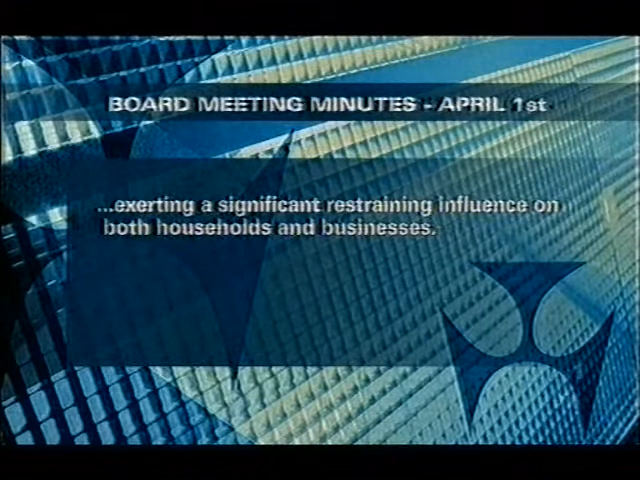 BOARD MEETING MINUTES - APRIL 1st
...exerting a significant restraining influence on
both households and businesses.